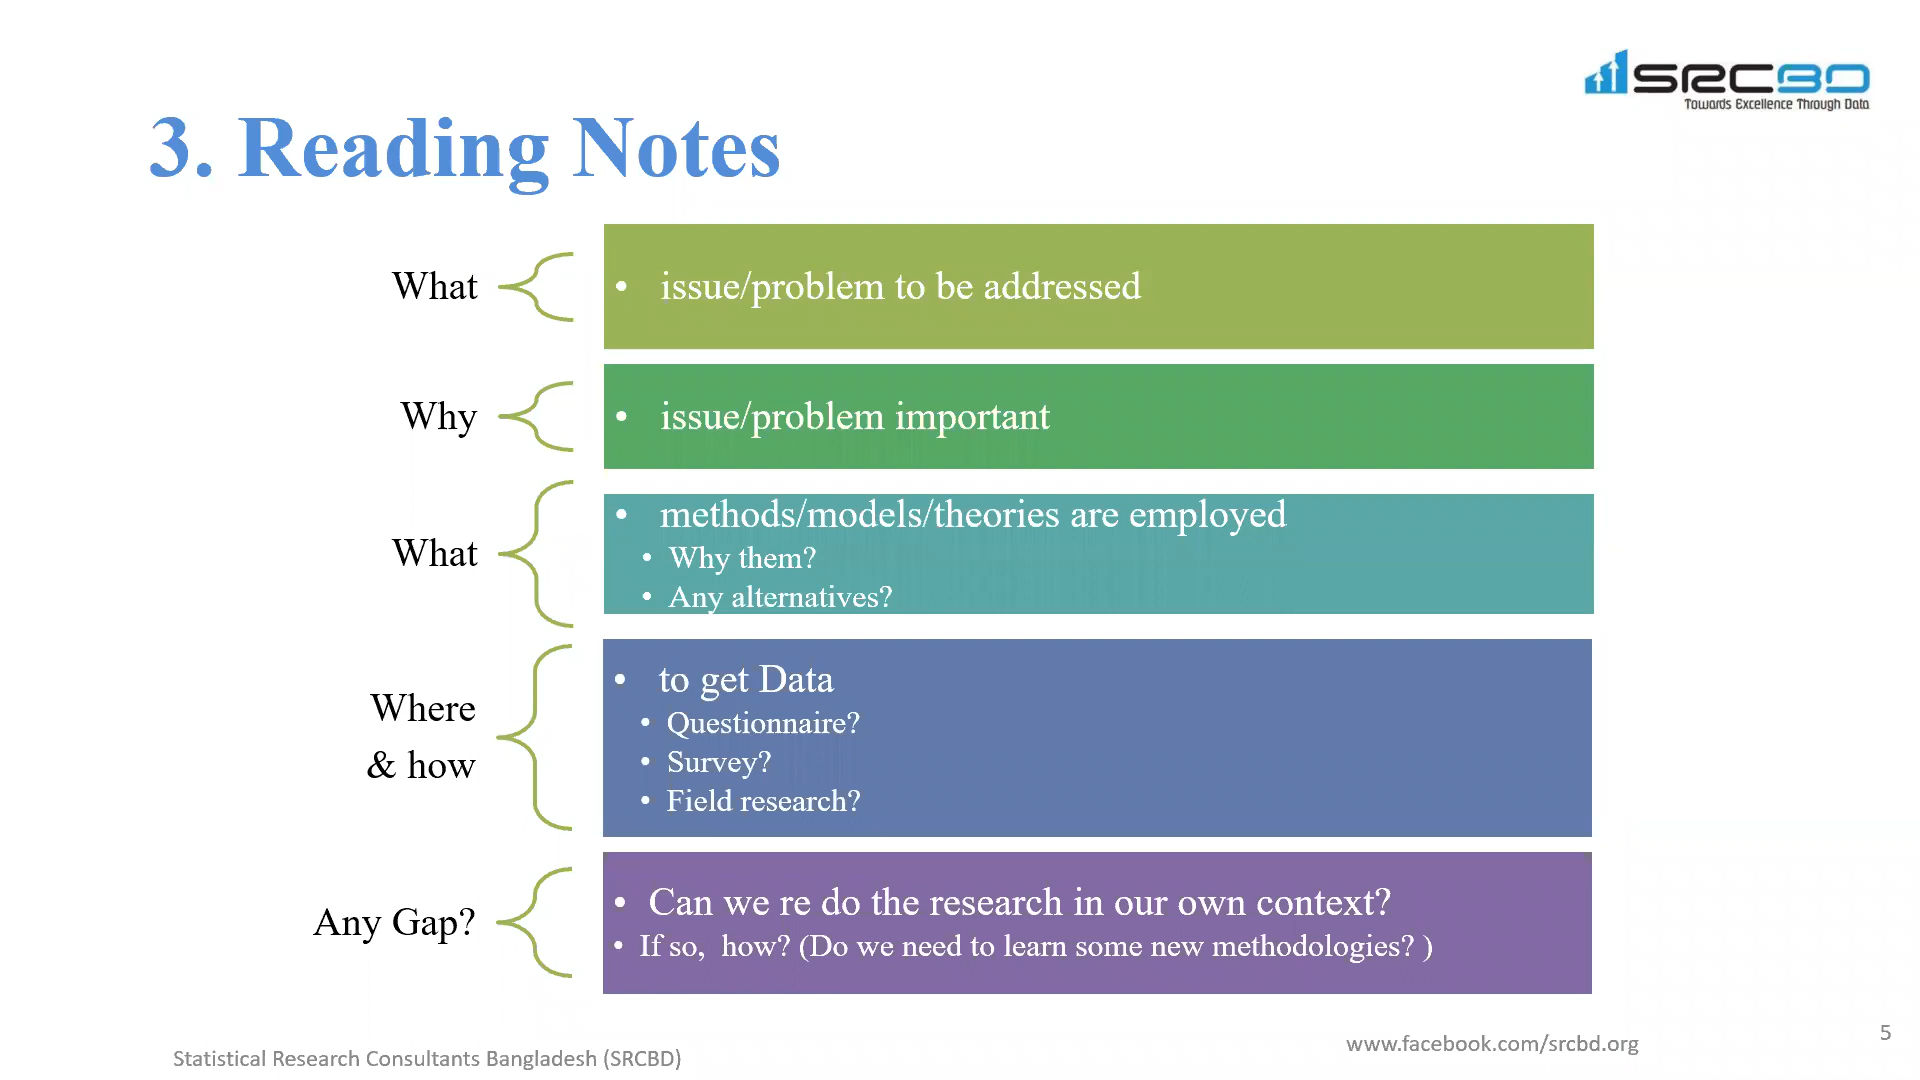 SRCBD
Towards Excellence Through Data
3. Reading Notes
What
• issue/problem to be addressed
Why
• issue/problem important
What
• methods/models/theories are employed
• Why them?
• Any alternatives?
Where
& how
• to get Data
• Questionnaire?
• Survey?
• Field research?
Any Gap?
• Can we re do the research in our own context?
• If so, how? (Do we need to learn some new methodologies? )
Statistical Research Consultants Bangladesh (SRCBD)
www.facebook.com/srcbd.org
5